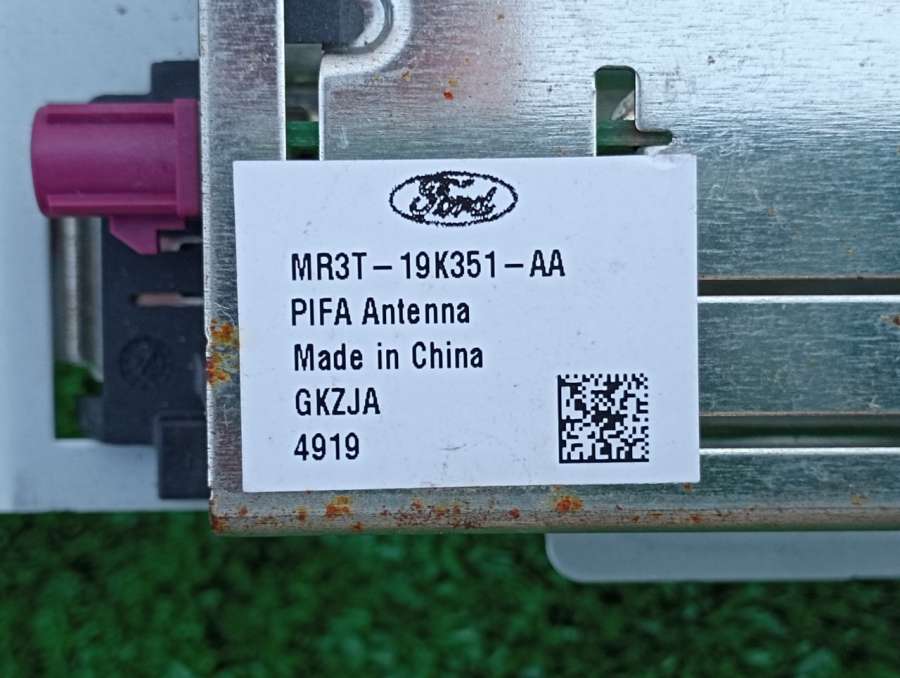 Ford
MR3T-19K351-AA
PIFA Antenna
Made in China
GKZJA
4919